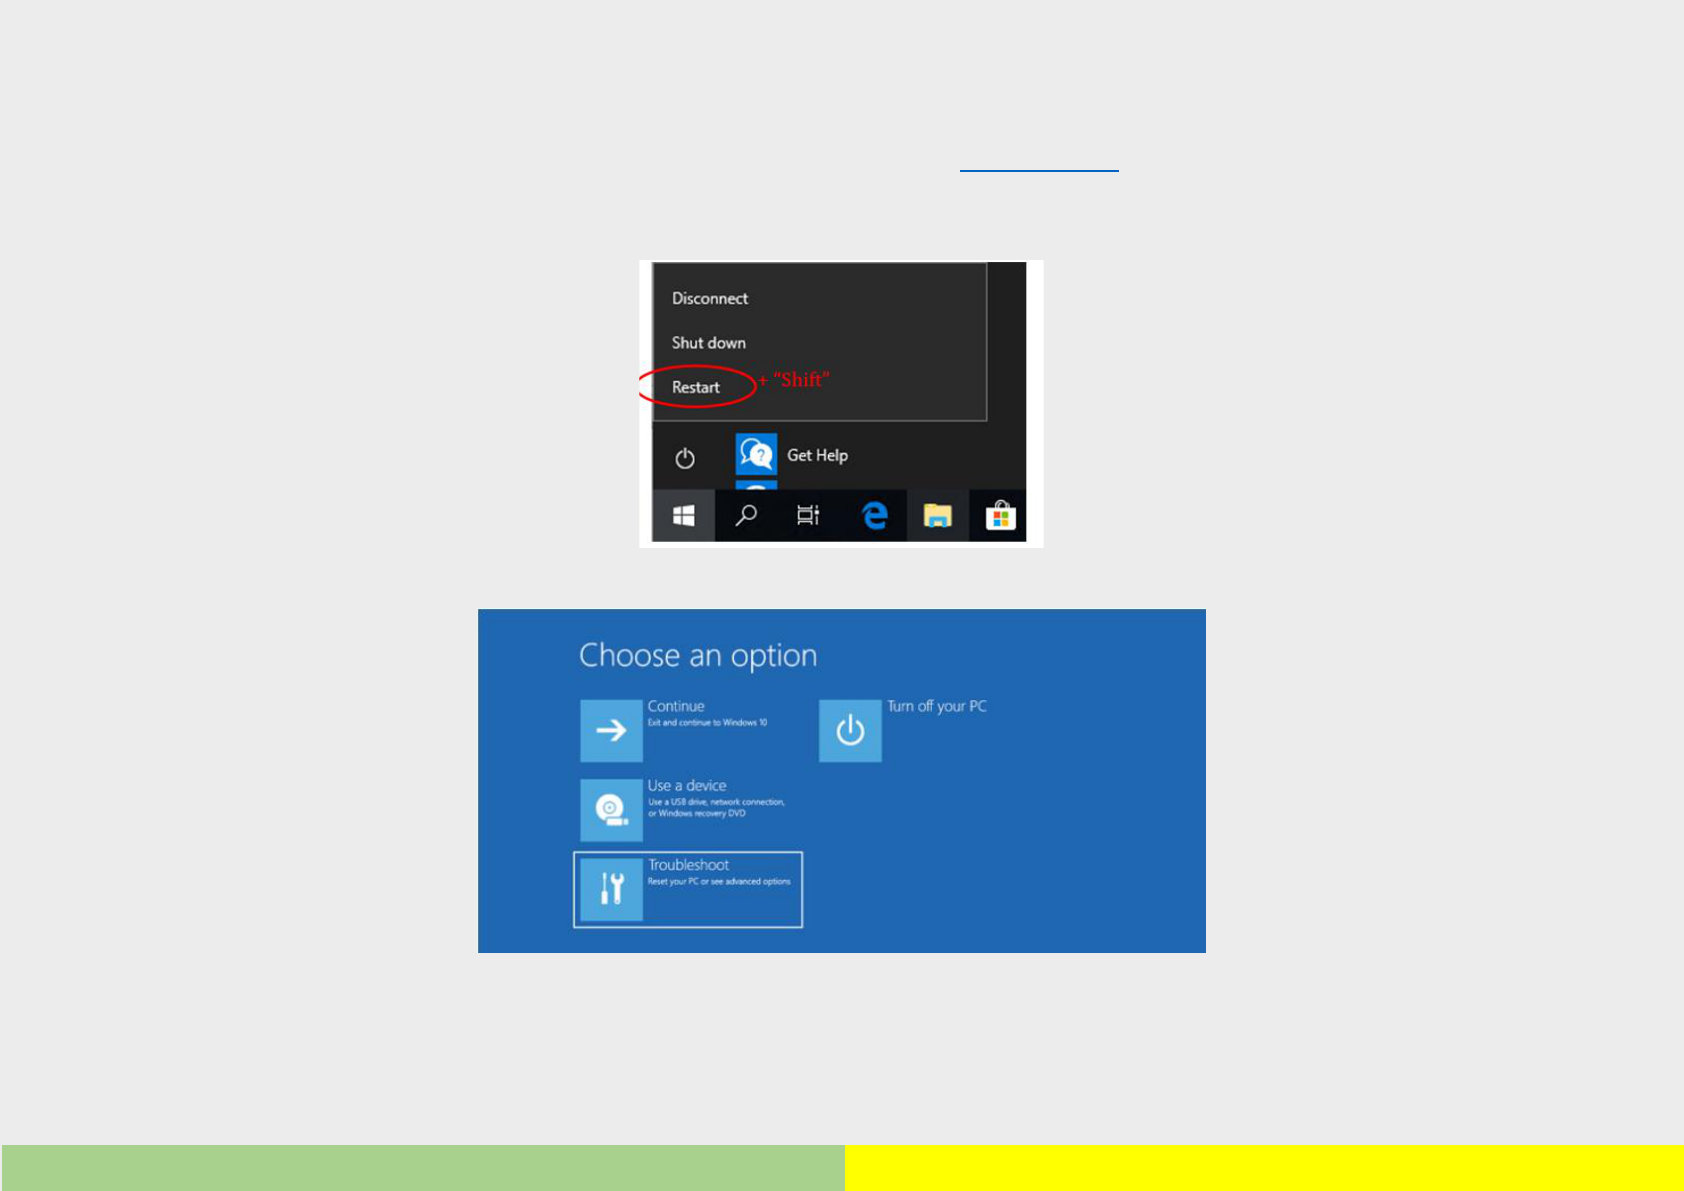 Disconnect
Shut down
Restart + “Shift”
Get Help
Choose an option
Continue
Exit and continue to Windows 10
Turn off your PC
Use a device
Use a USB drive, network connection,
or Windows recovery DVD
Troubleshoot
Reset your PC or see advanced options